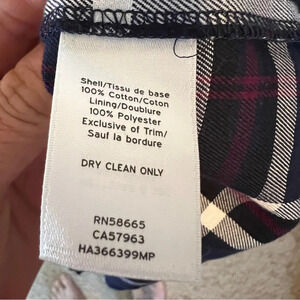 Shell/Tissu de base
100% Cotton/Coton
Lining/Doublure
100% Polyester
Exclusive of Trim/
Sauf la bordure
DRY CLEAN ONLY
RN58665
CA57963
HA366399MP